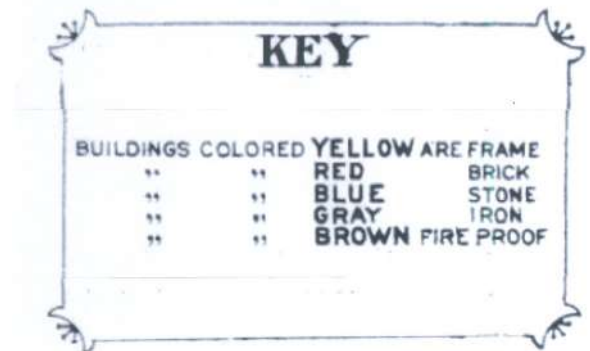 KEY
BUILDINGS COLORED YELLOW ARE FRAME
" " RED BRICK
" " BLUE STONE
" " GRAY IRON
" " BROWN FIRE PROOF